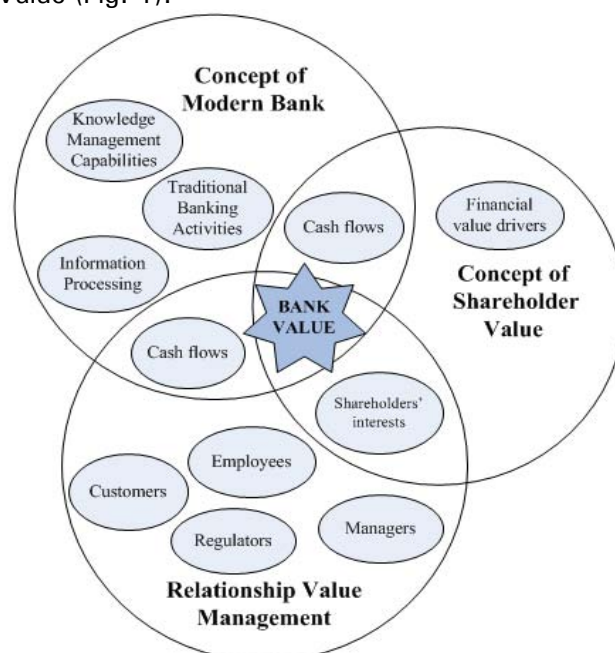 value (Fig. 1).
Concept of
Modern Bank
Knowledge
Management
Capabilities
Traditional
Banking
Activities
Cash flows
Financial
value drivers
Information
Processing
Concept of
Shareholder
Value
BANK
VALUE
Cash flows
Shareholders'
interests
Employees
Customers
Managers
Regulators
Relationship Value
Management